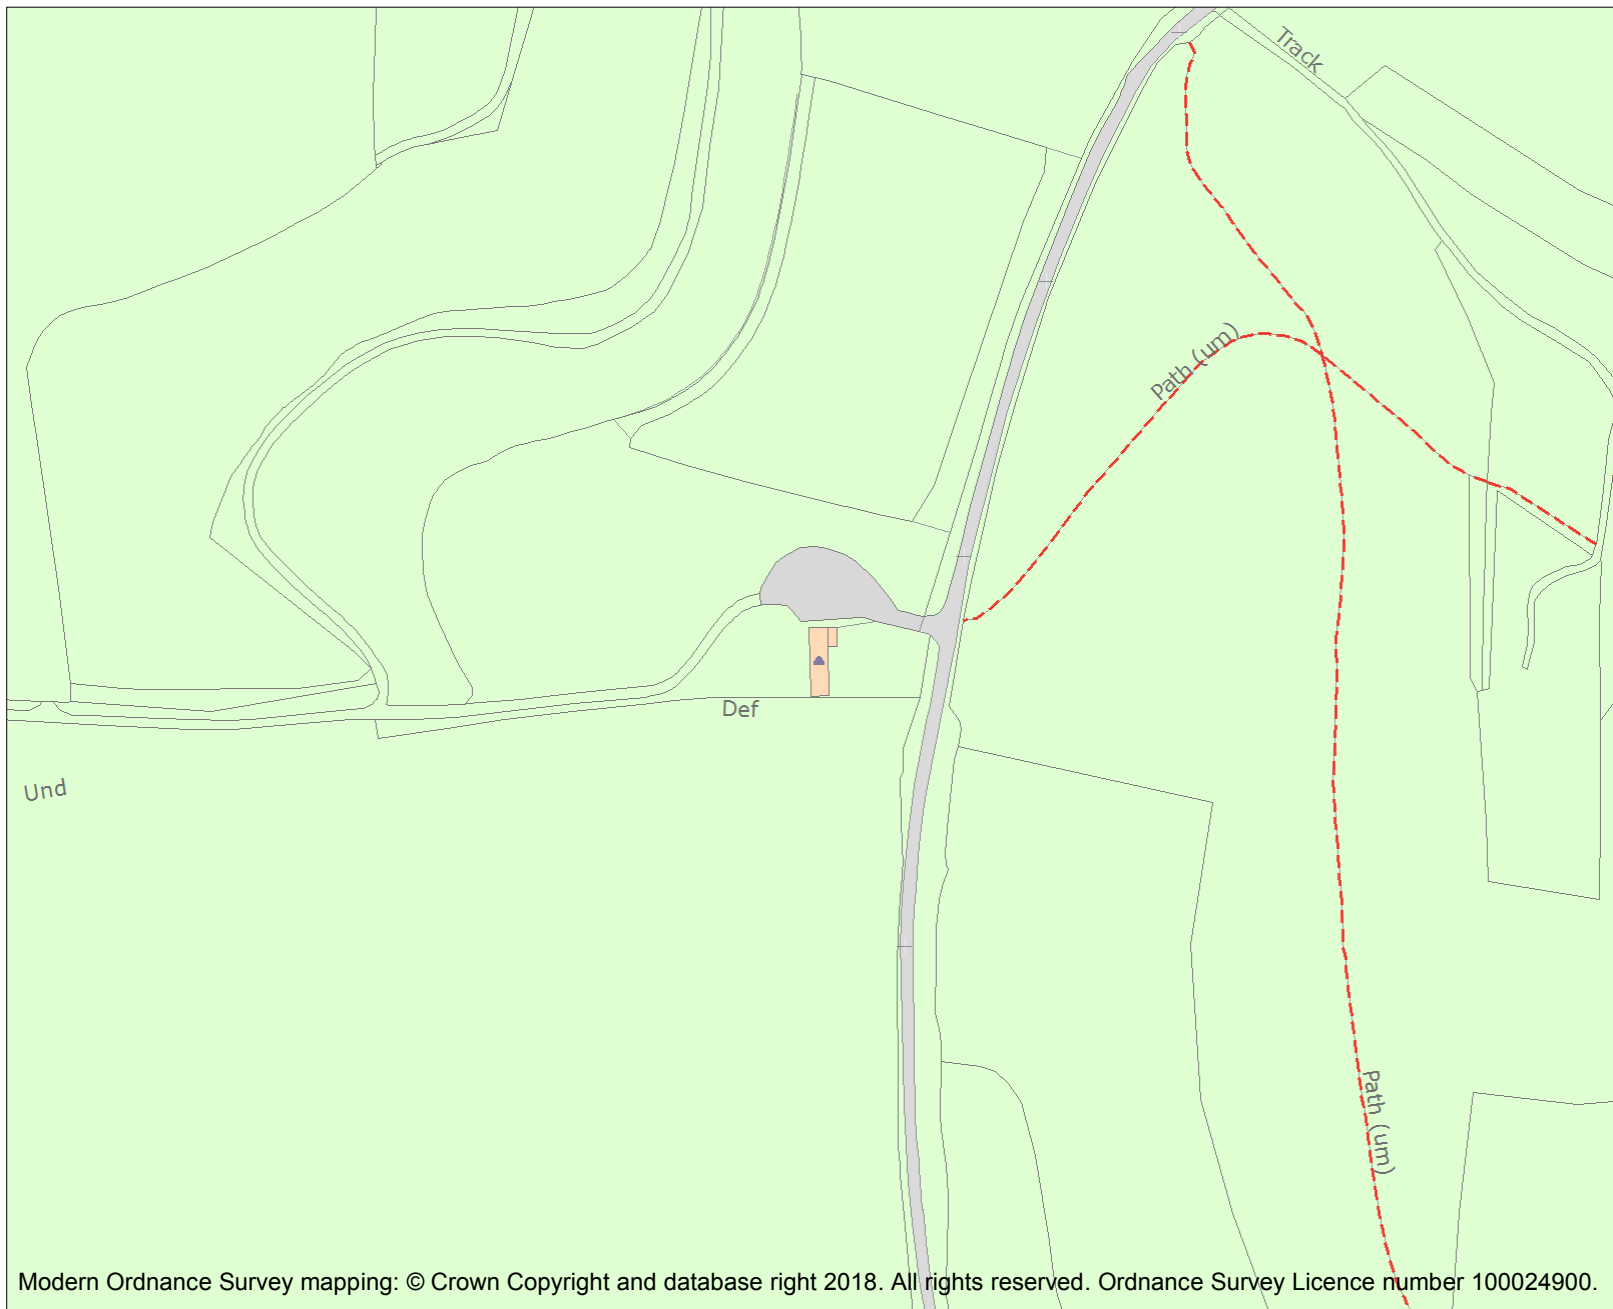 Track
Path (um)
Def
Und
Path (um)
Modern Ordnance Survey mapping: © Crown Copyright and database right 2018. All rights reserved. Ordnance Survey Licence number 100024900.